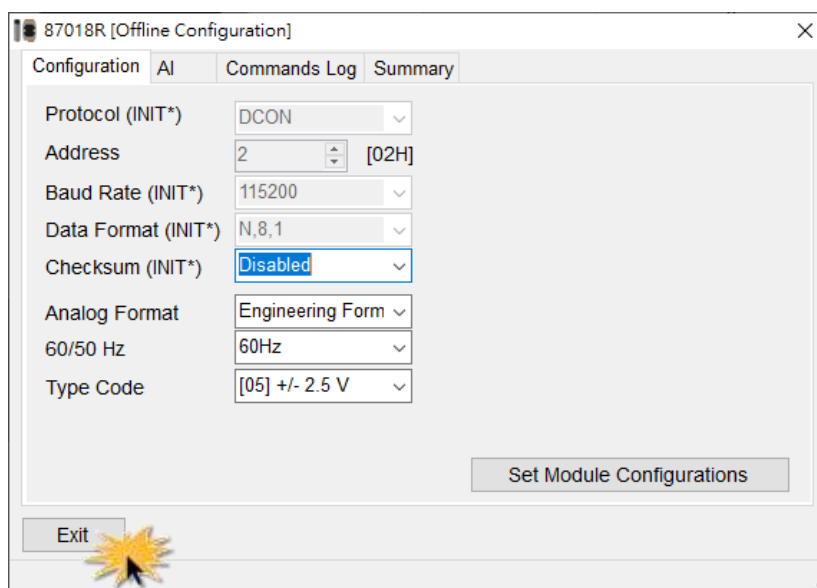 87018R [Offline Configuration]
Configuration AI Commands Log Summary
Protocol (INIT*) DCON
Address 2 [02H]
Baud Rate (INIT*) 115200
Data Format (INIT*) N,8,1
Checksum (INIT*) Disabled
Analog Format Engineering Form
60/50 Hz 60Hz
Type Code [05] +/- 2.5 V
Set Module Configurations
Exit